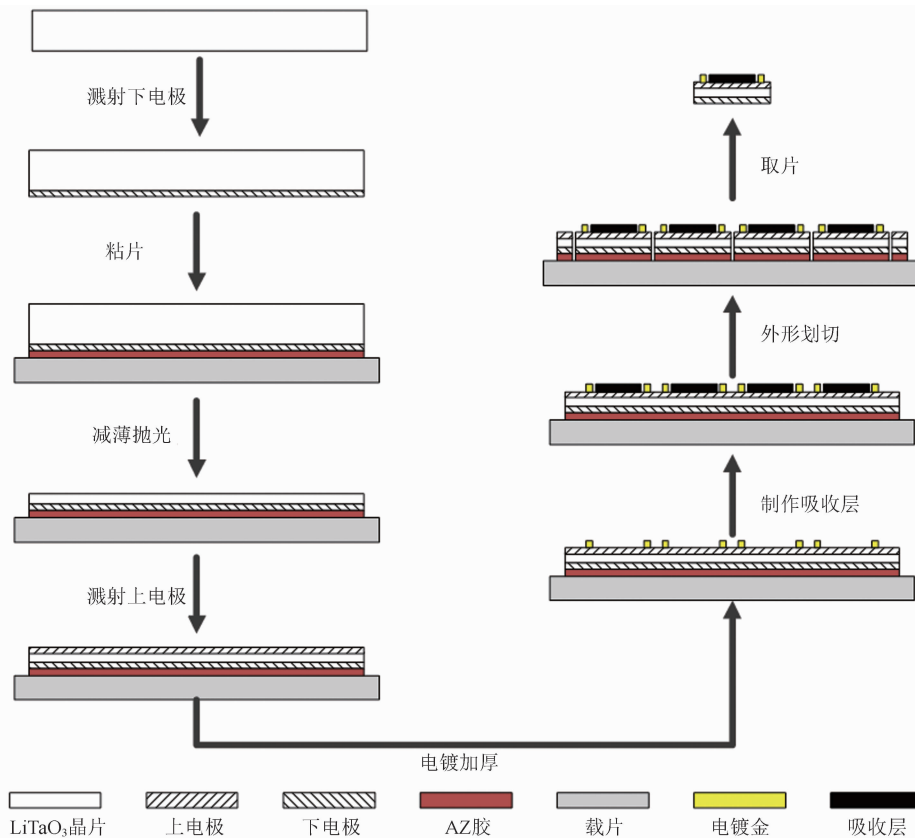 溅射下电极
粘片
减薄抛光
溅射上电极
电镀加厚
制作吸收层
外形划切
取片
LiTaO₃晶片 上电极 下电极 AZ胶 载片 电镀金 吸收层